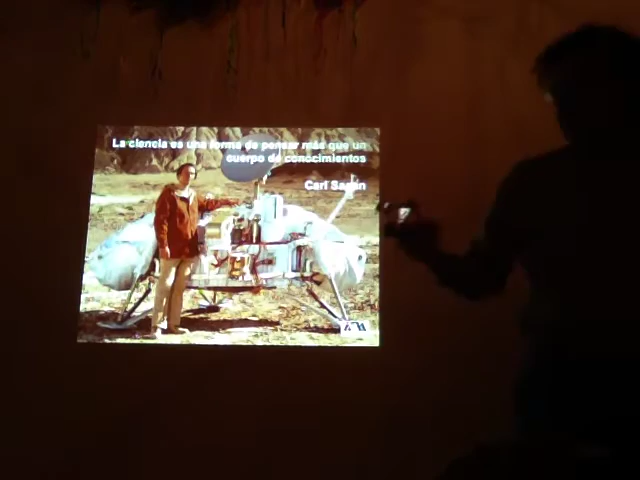 La ciencia es una forma de pensar más que un
cuerpo de conocimientos
Carl Sagan